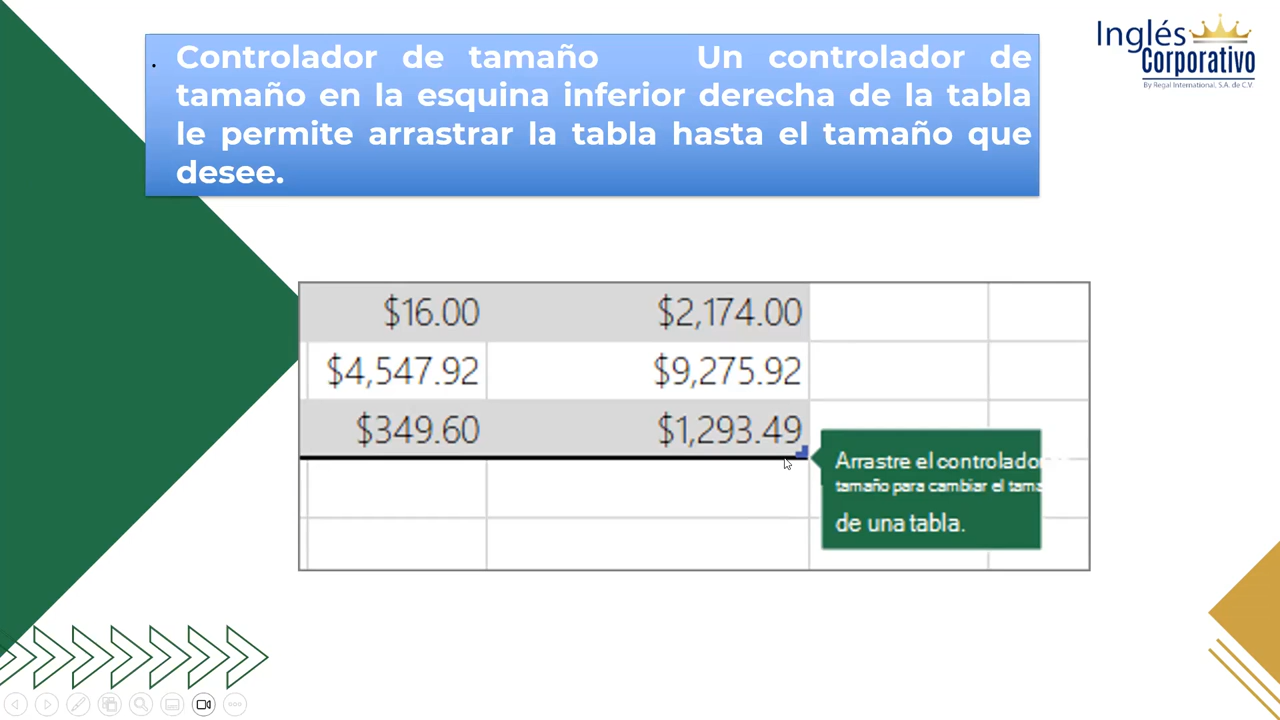 Inglés
Corporativo
By Regal International, S.A. de C.V.
. Controlador de tamaño Un controlador de
tamaño en la esquina inferior derecha de la tabla
le permite arrastrar la tabla hasta el tamaño que
desee.
$16.00 $2,174.00
$4,547.92 $9,275.92
$349.60 $1,293.49
Arrastre el controlador
tamaño para cambiar el tama
de una tabla.